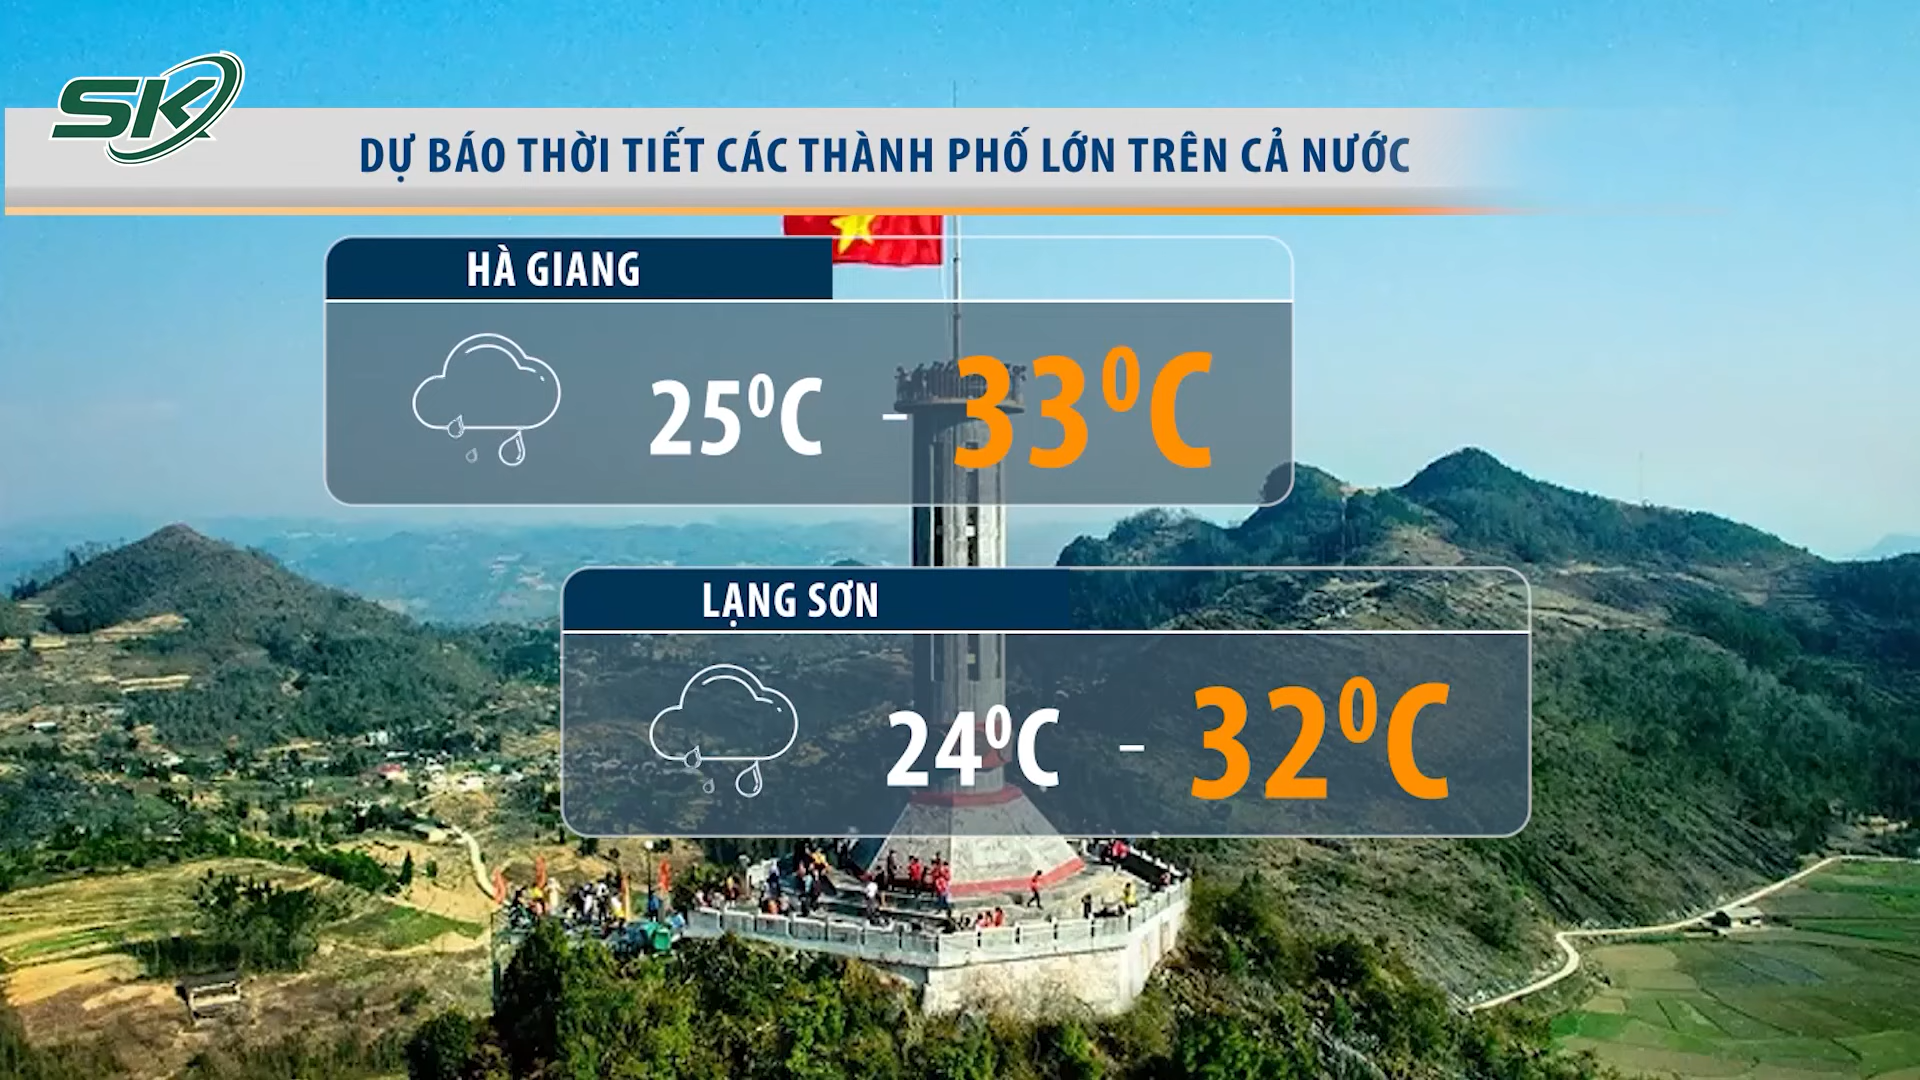 SK
DỰ BÁO THỜI TIẾT CÁC THÀNH PHỐ LỚN TRÊN CẢ NƯỚC
HÀ GIANG
25⁰C - 33⁰C
LẠNG SƠN
24⁰C - 32⁰C